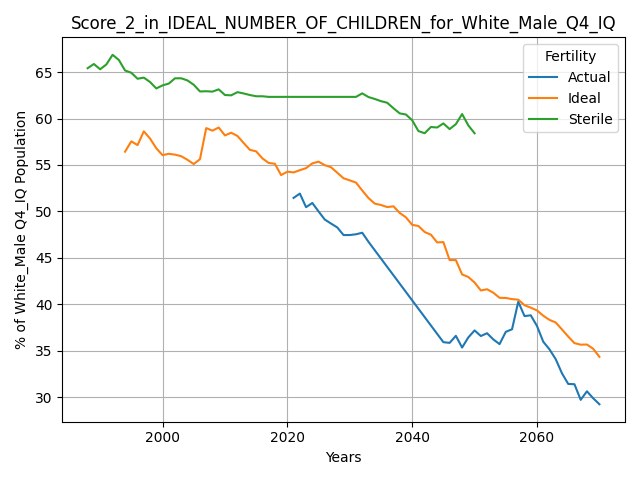 Score_2_in_IDEAL_NUMBER_OF_CHILDREN_for_White_Male_Q4_IQ
Fertility
Actual
Ideal
Sterile
% of White_Male Q4_IQ Population
65
60
55
50
45
40
35
30
2000
2020
2040
2060
Years